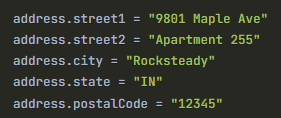 address.street1 = "9801 Maple Ave"
address.street2 = "Apartment 255"
address.city = "Rocksteady"
address.state = "IN"
address.postalCode = "12345"